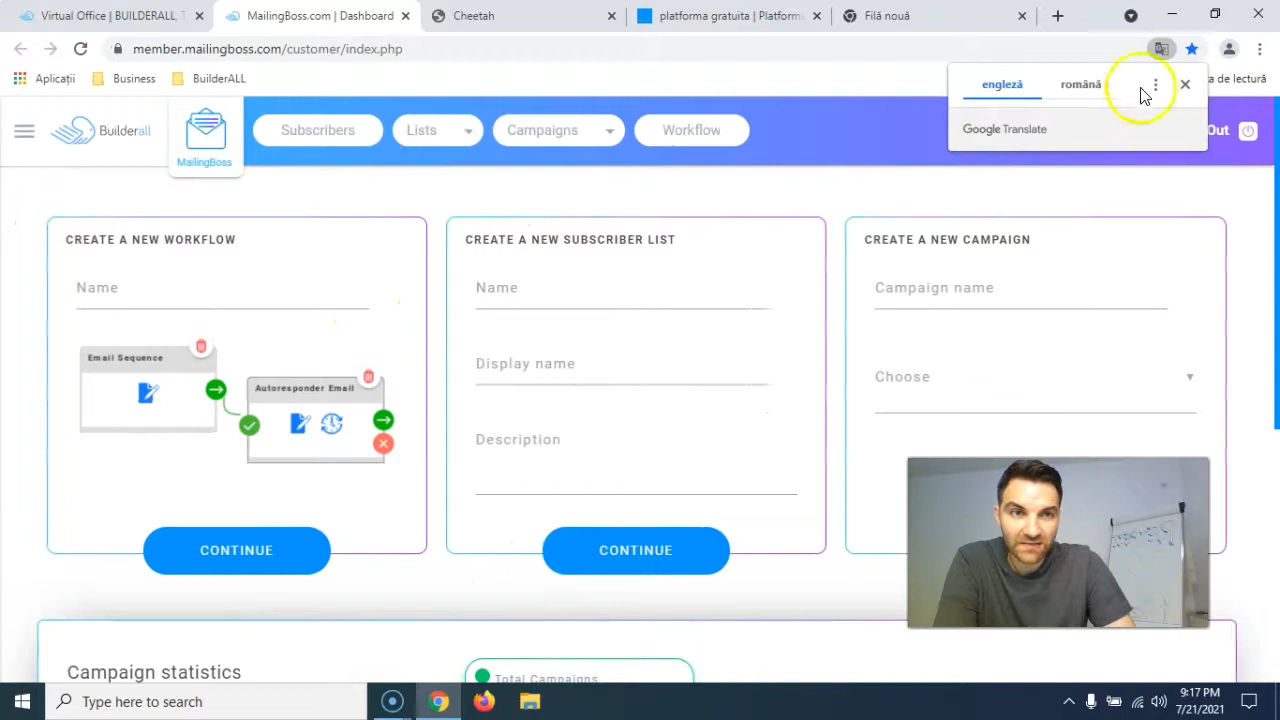 Virtual Office | BUILDERALL, T
MailingBoss.com | Dashboard
Cheetah
platforma gratuita | Platform
Filă nouă
member.mailingboss.com/customer/index.php
Aplicații
Business
BuilderALL
a de lectură
engleză
română
Google Translate
Builderall
MailingBoss
Subscribers
Lists
Campaigns
Workflow
Out
CREATE A NEW WORKFLOW
Name
Email Sequence
Autoresponder Email
CONTINUE
CREATE A NEW SUBSCRIBER LIST
Name
Display name
Description
CONTINUE
CREATE A NEW CAMPAIGN
Campaign name
Choose
Campaign statistics
Total Campaigns
Type here to search
9:17 PM
7/21/2021